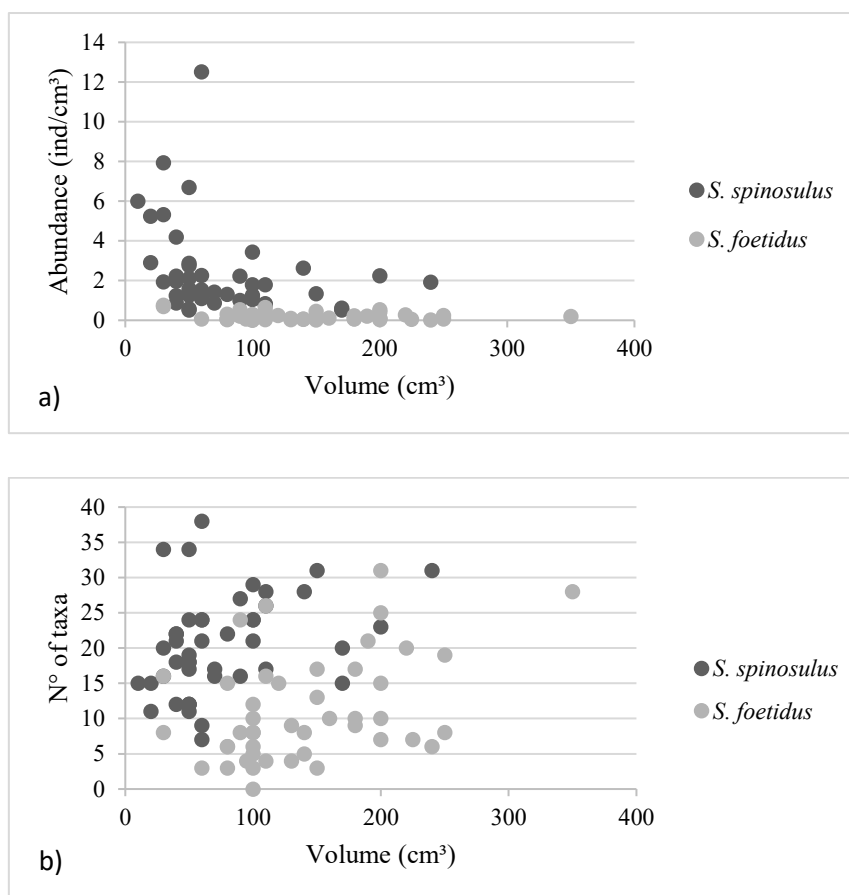 14
12
10
8
6
4
2
0
Abundance (ind/cm³)
0 100 200 300 400
Volume (cm³)
S. spinosulus
S. foetidus
a)
40
35
30
25
20
15
10
5
0
N° of taxa
0 100 200 300 400
Volume (cm³)
S. spinosulus
S. foetidus
b)